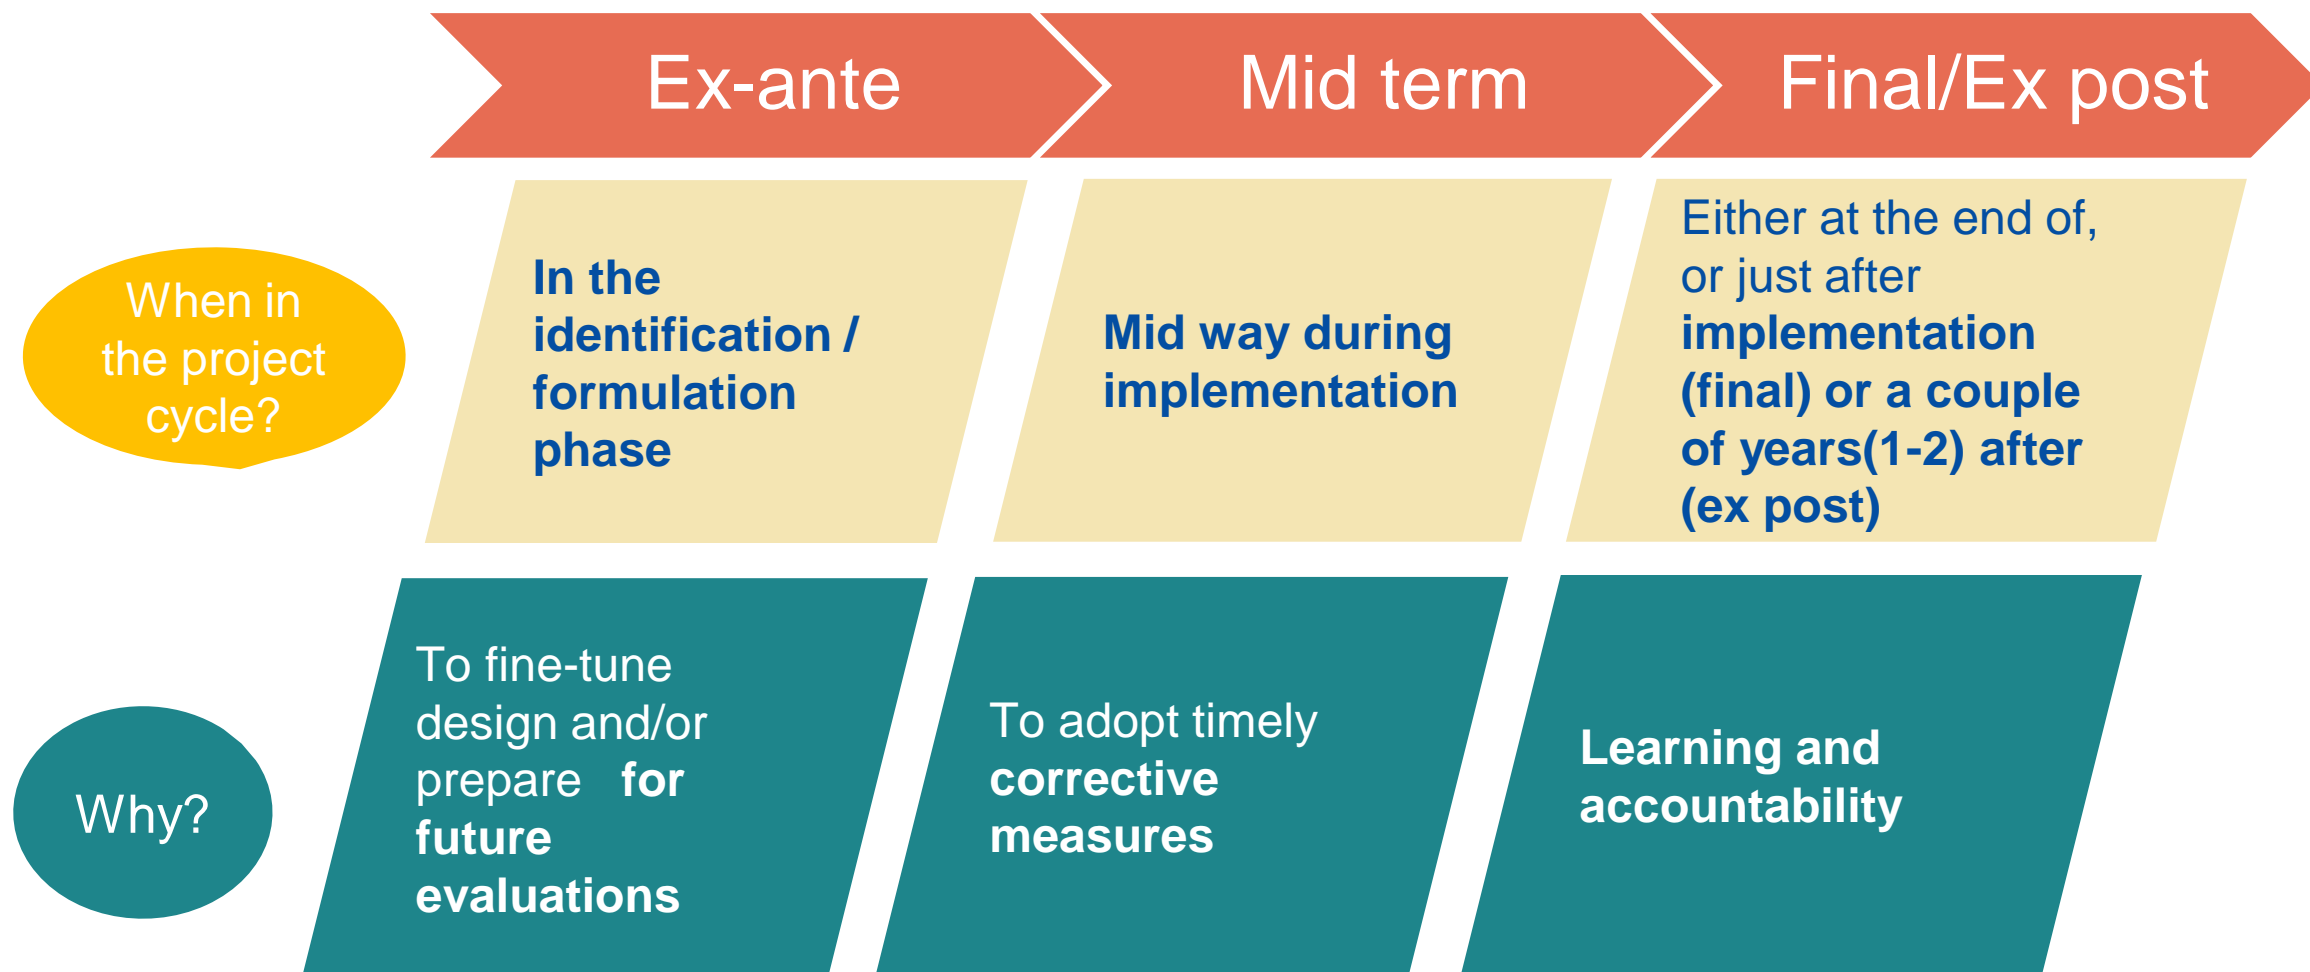 Ex-ante
Mid term
Final/Ex post
When in
the project
cycle?
In the
identification /
formulation
phase
Mid way during
implementation
Either at the end of,
or just after
implementation
(final) or a couple
of years(1-2) after
(ex post)
Why?
To fine-tune
design and/or
prepare for
future
evaluations
To adopt timely
corrective
measures
Learning and
accountability